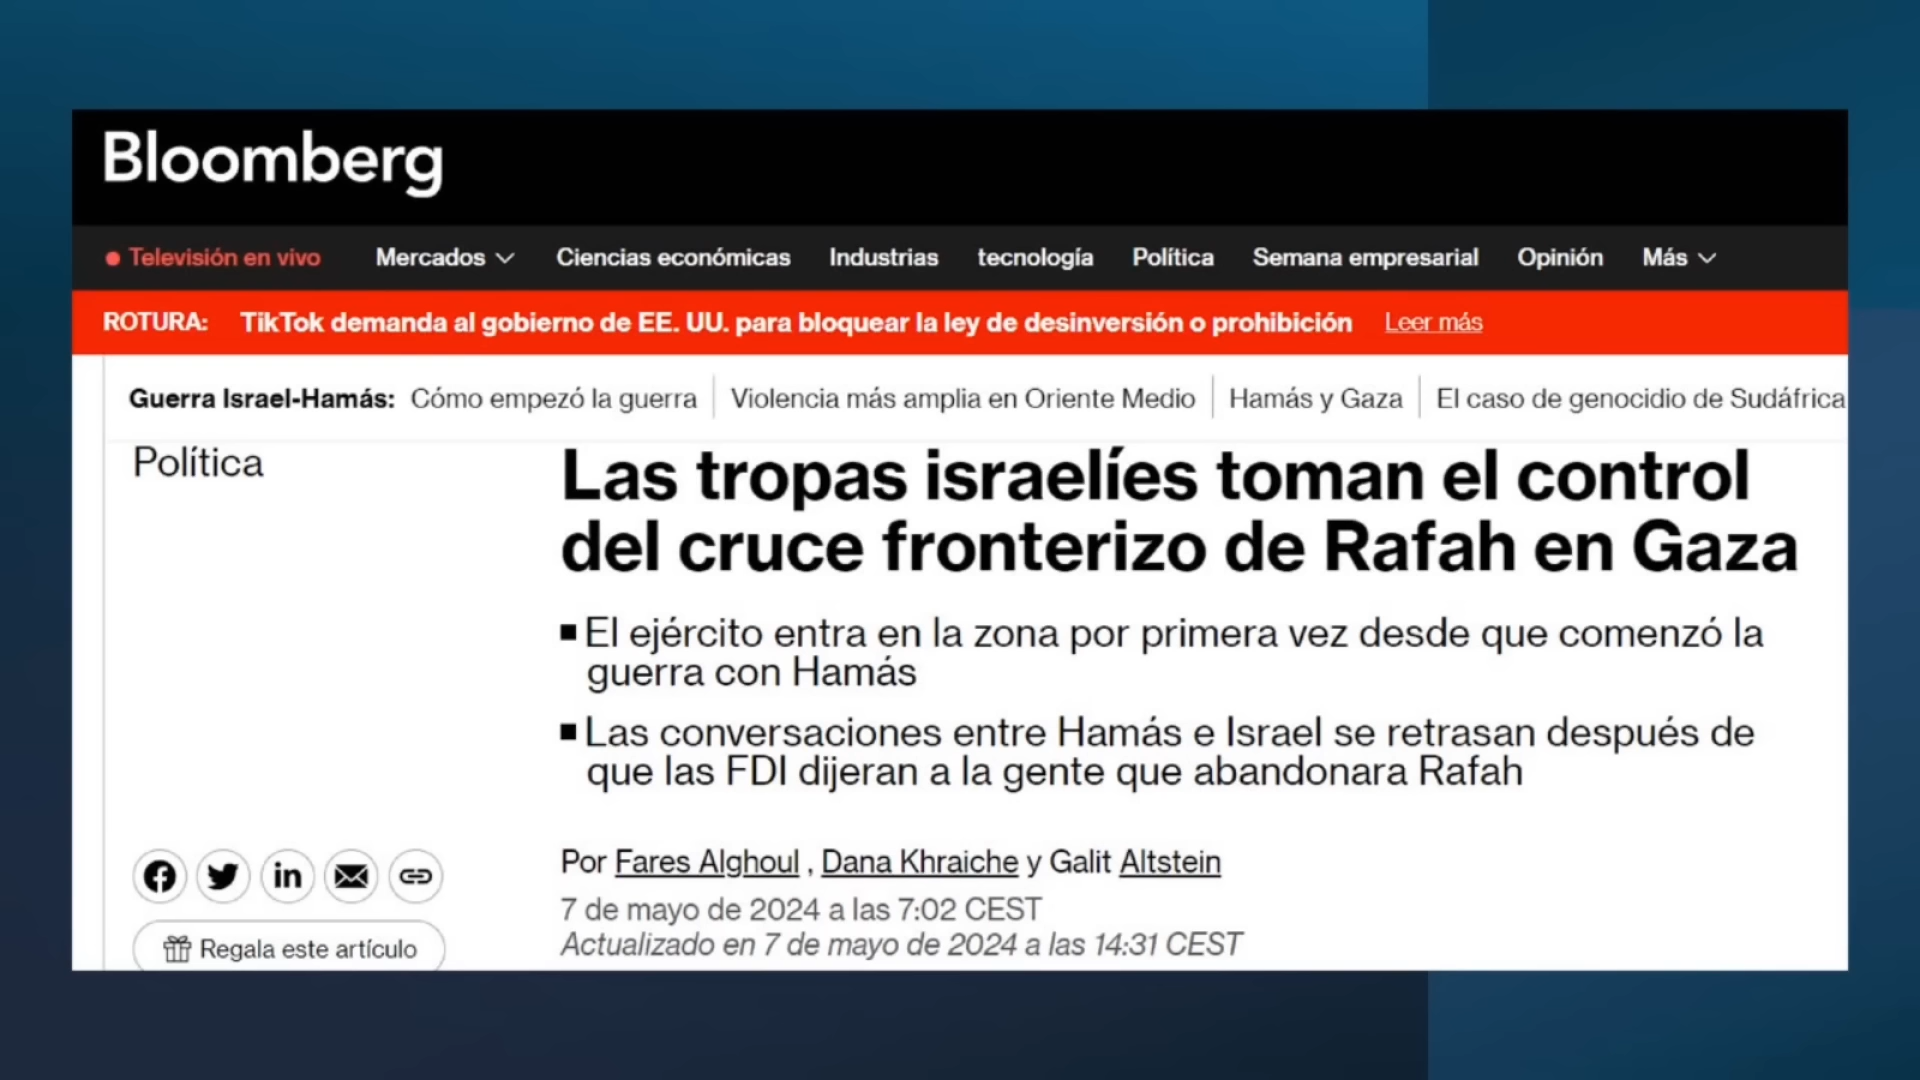 Bloomberg
Televisión en vivo Mercados Ciencias económicas Industrias tecnología Política Semana empresarial Opinión Más
ROTURA: TikTok demanda al gobierno de EE. UU. para bloquear la ley de desinversión o prohibición Leer más
Guerra Israel-Hamás: Cómo empezó la guerra Violencia más amplia en Oriente Medio Hamás y Gaza El caso de genocidio de Sudáfrica
Política
Las tropas israelíes toman el control
del cruce fronterizo de Rafah en Gaza
El ejército entra en la zona por primera vez desde que comenzó la
guerra con Hamás
Las conversaciones entre Hamás e Israel se retrasan después de
que las FDI dijeran a la gente que abandonara Rafah
Por Fares Alghoul , Dana Khraiche y Galit Altstein
7 de mayo de 2024 a las 7:02 CEST
Actualizado en 7 de mayo de 2024 a las 14:31 CEST
Regala este artículo